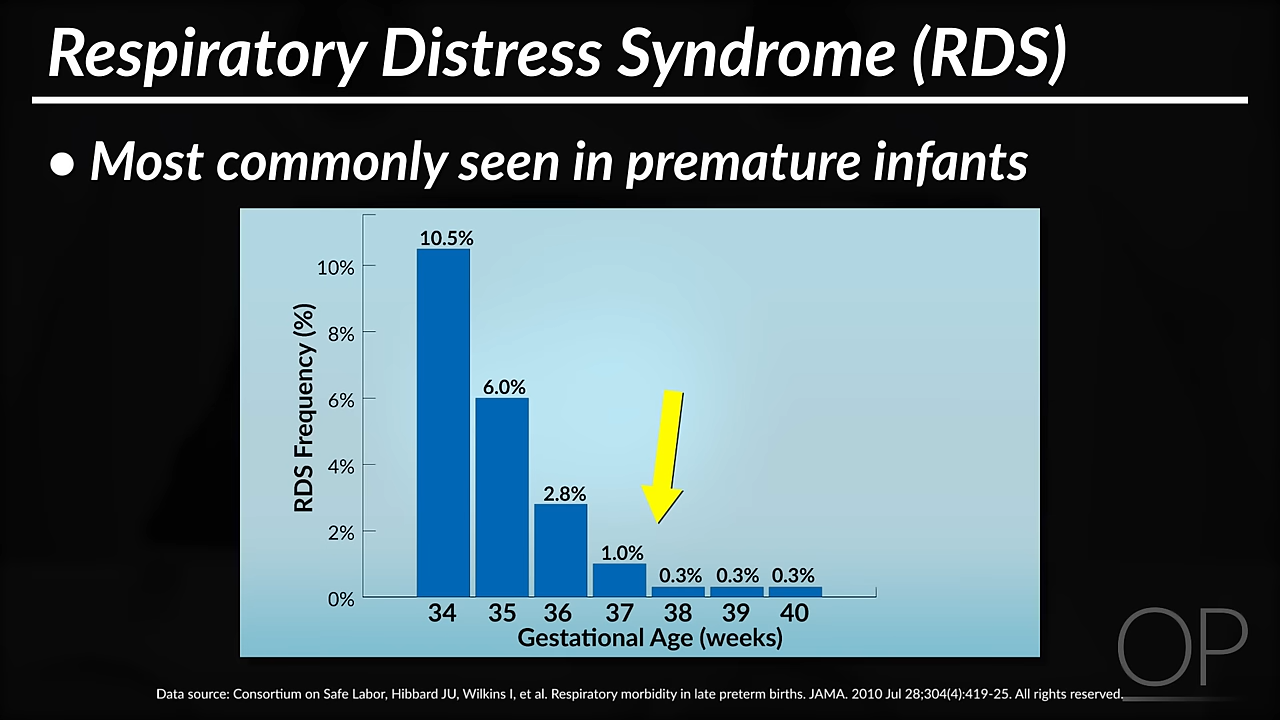 Respiratory Distress Syndrome (RDS)
● Most commonly seen in premature infants
RDS Frequency (%)
10%
8%
6%
4%
2%
0%
10.5%
6.0%
2.8%
1.0%
0.3%
0.3%
0.3%
34 35 36 37 38 39 40
Gestational Age (weeks)
OP
Data source: Consortium on Safe Labor, Hibbard JU, Wilkins I, et al. Respiratory morbidity in late preterm births. JAMA. 2010 Jul 28;304(4):419-25. All rights reserved.